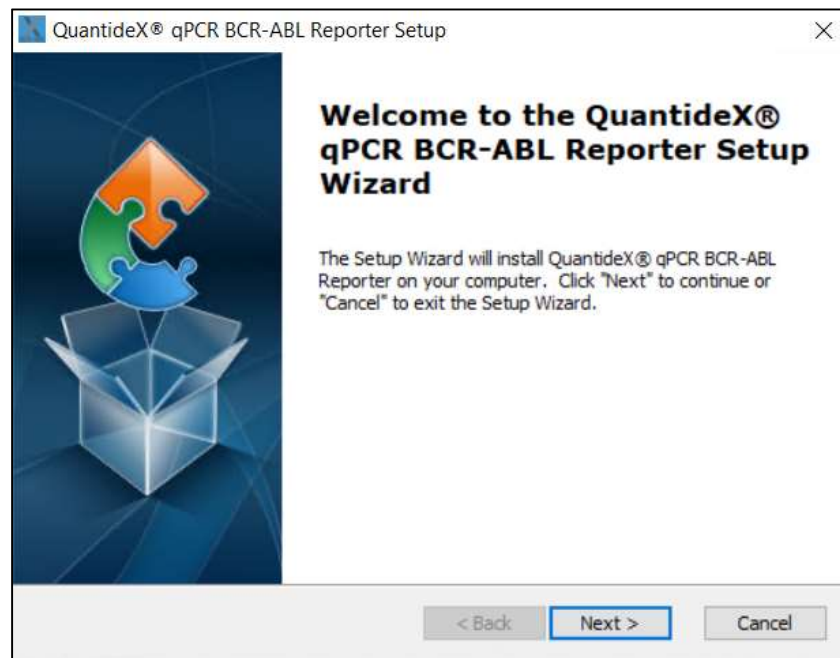 QuantideX® qPCR BCR-ABL Reporter Setup
Welcome to the QuantideX®
qPCR BCR-ABL Reporter Setup
Wizard
The Setup Wizard will install QuantideX® qPCR BCR-ABL
Reporter on your computer. Click "Next" to continue or
"Cancel" to exit the Setup Wizard.
< Back
Next >
Cancel